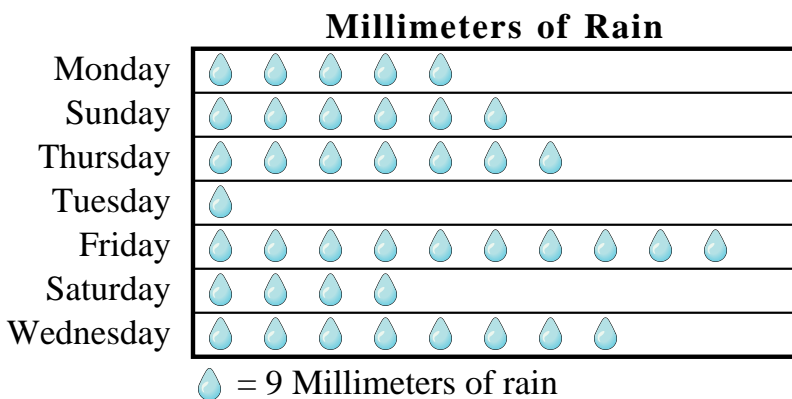 Millimeters of Rain
Monday
Sunday
Thursday
Tuesday
Friday
Saturday
Wednesday
= 9 Millimeters of rain